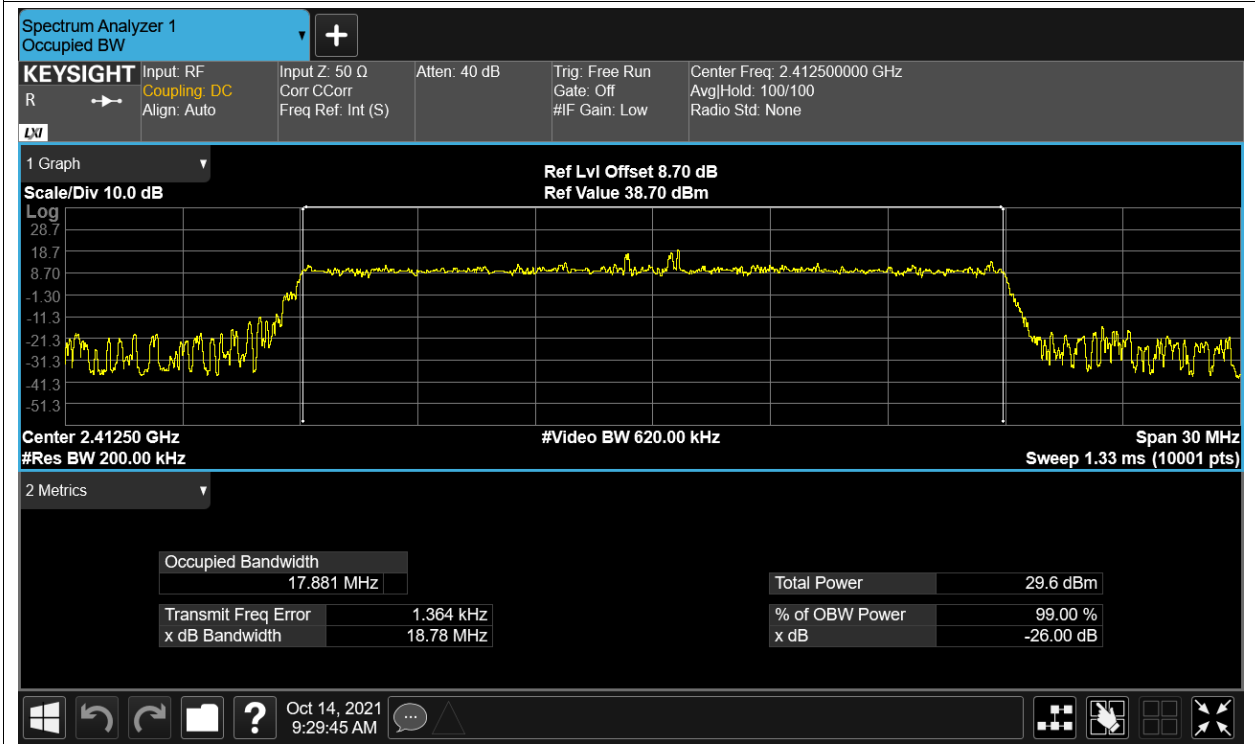 Spectrum Analyzer 1
Occupied BW
+
KEYSIGHT
R
LXI
Input: RF
Coupling: DC
Align: Auto
Input Z: 50 Ω
Corr CCorr
Freq Ref: Int (S)
Atten: 40 dB
Trig: Free Run
Gate: Off
#IF Gain: Low
Center Freq: 2.412500000 GHz
Avg|Hold: 100/100
Radio Std: None
1 Graph
Scale/Div 10.0 dB
Ref Lvl Offset 8.70 dB
Ref Value 38.70 dBm
Log
28.7
18.7
8.70
-1.30
-11.3
-21.3
-31.3
-41.3
-51.3
Center 2.41250 GHz
#Video BW 620.00 kHz
Span 30 MHz
#Res BW 200.00 kHz
Sweep 1.33 ms (10001 pts)
2 Metrics
Occupied Bandwidth
17.881 MHz
Total Power 29.6 dBm
Transmit Freq Error 1.364 kHz
% of OBW Power 99.00 %
x dB Bandwidth 18.78 MHz
x dB -26.00 dB
?
Oct 14, 2021
9:29:45 AM